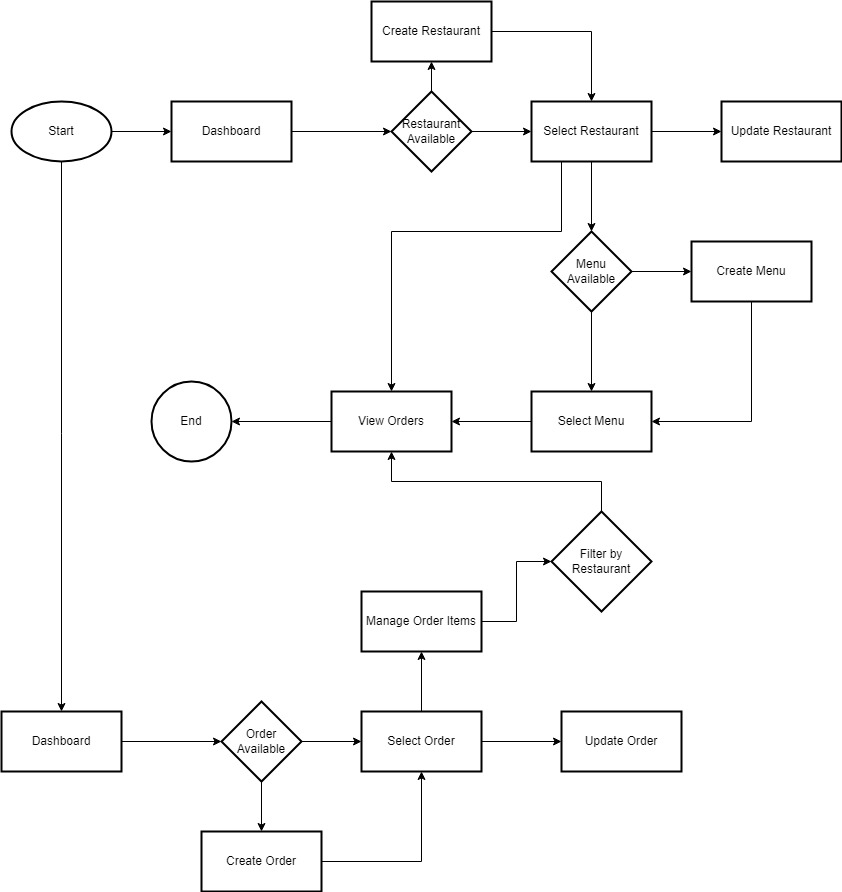 Create Restaurant
Start
Dashboard
Restaurant
Available
Select Restaurant
Update Restaurant
Menu
Available
Create Menu
End
View Orders
Select Menu
Filter by
Restaurant
Manage Order Items
Dashboard
Order
Available
Select Order
Update Order
Create Order